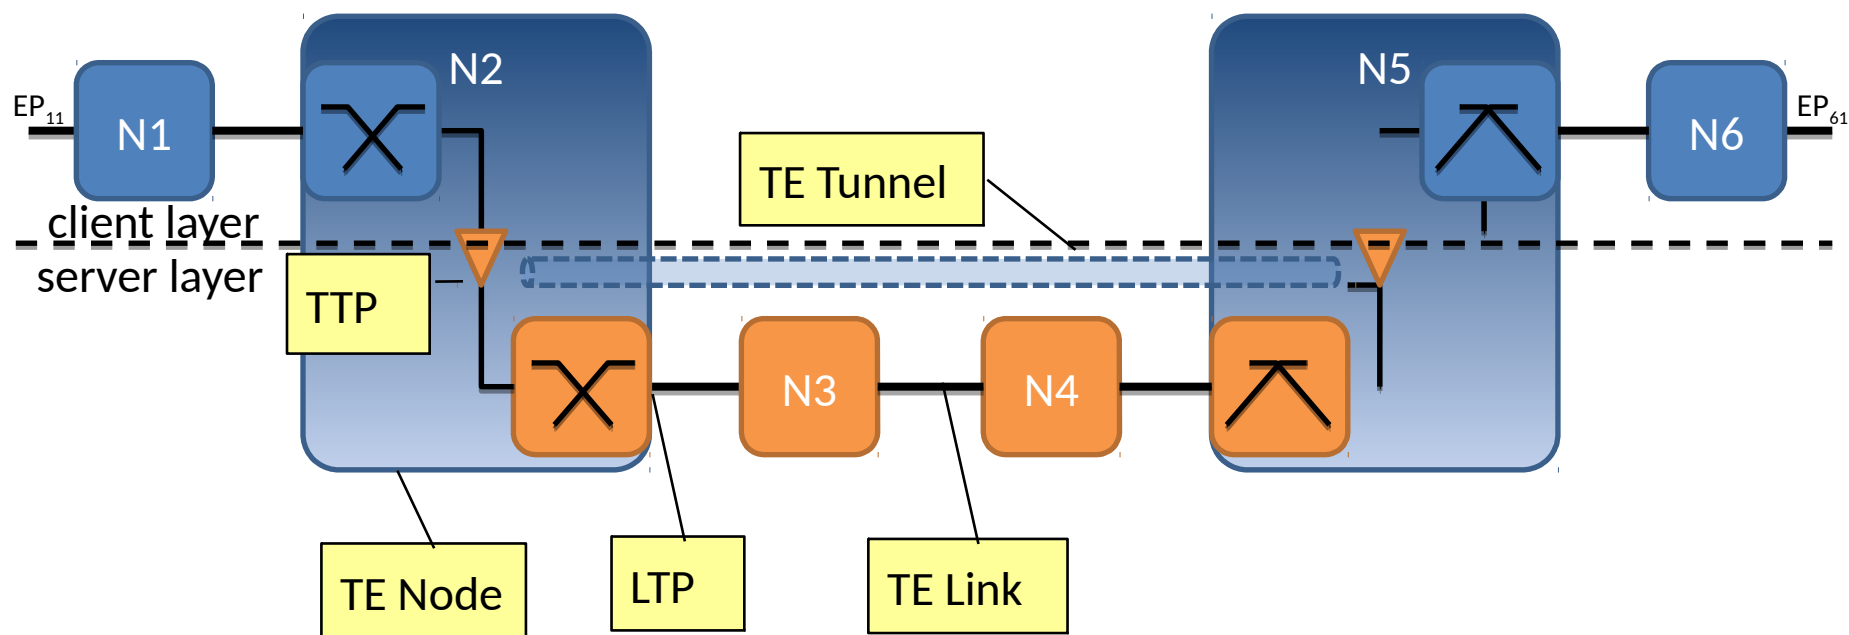 N2
N5
EP11
N1
N6
EP61
TE Tunnel
client layer
server layer
TTP
N3
N4
TE Node
LTP
TE Link